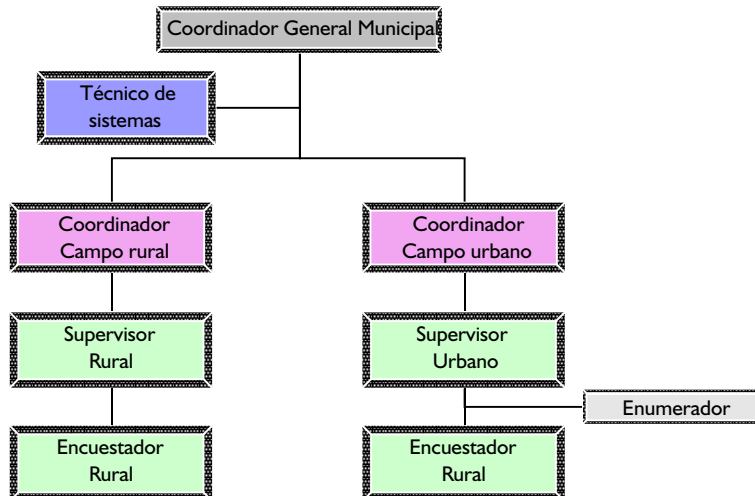 Coordinador General Municipal
Técnico de
sistemas
Coordinador
Campo rural
Coordinador
Campo urbano
Supervisor
Rural
Supervisor
Urbano
Enumerador
Encuestador
Rural
Encuestador
Rural